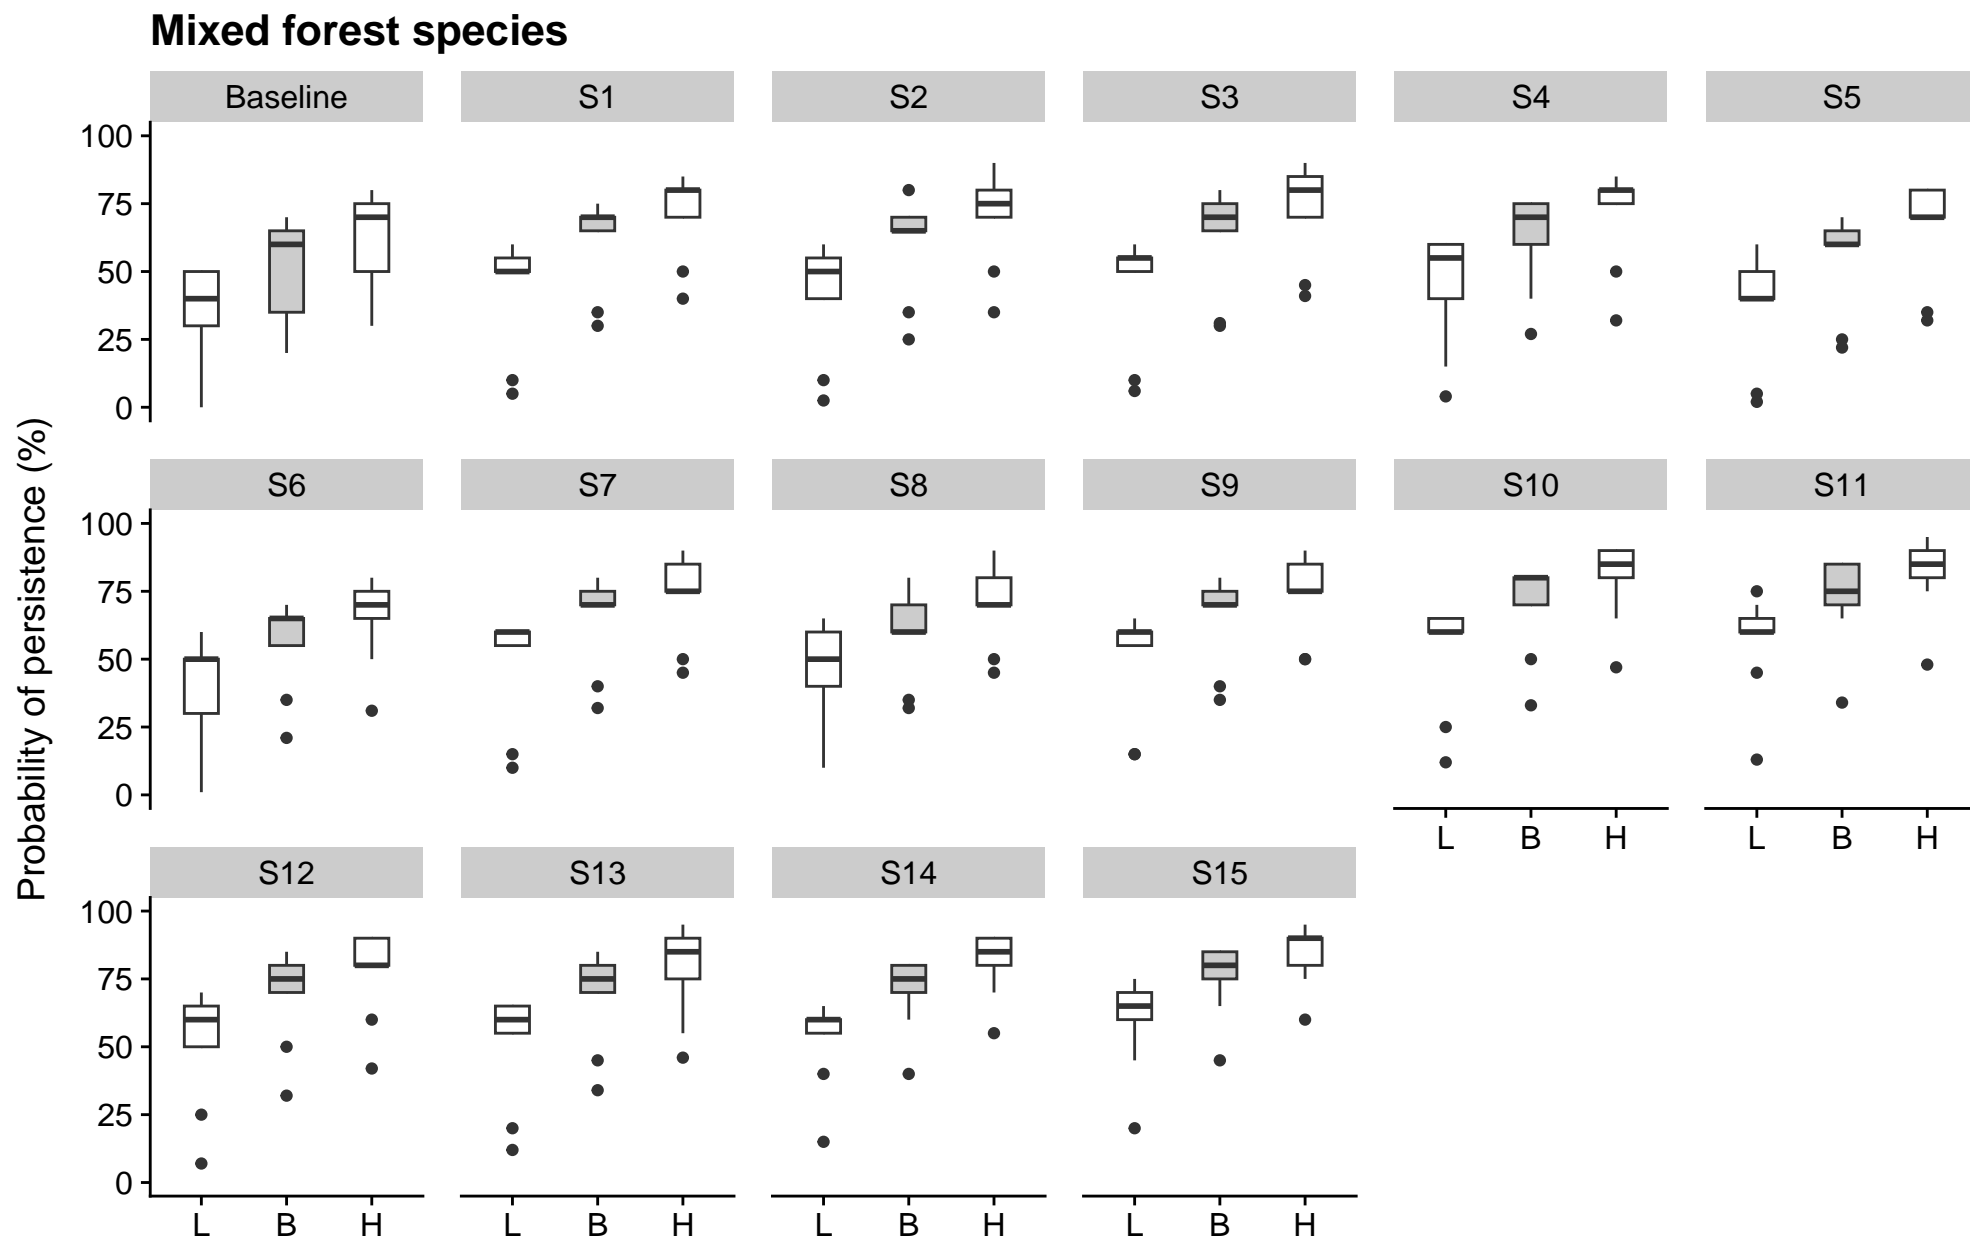 Mixed forest species
Baseline S1 S2 S3 S4 S5
100
75
50
25
0
S6 S7 S8 S9 S10 S11
100
75
50
25
0
L B H L B H
S12 S13 S14 S15
100
75
50
25
0
L B H L B H L B H L B H
Probability of persistence (%)